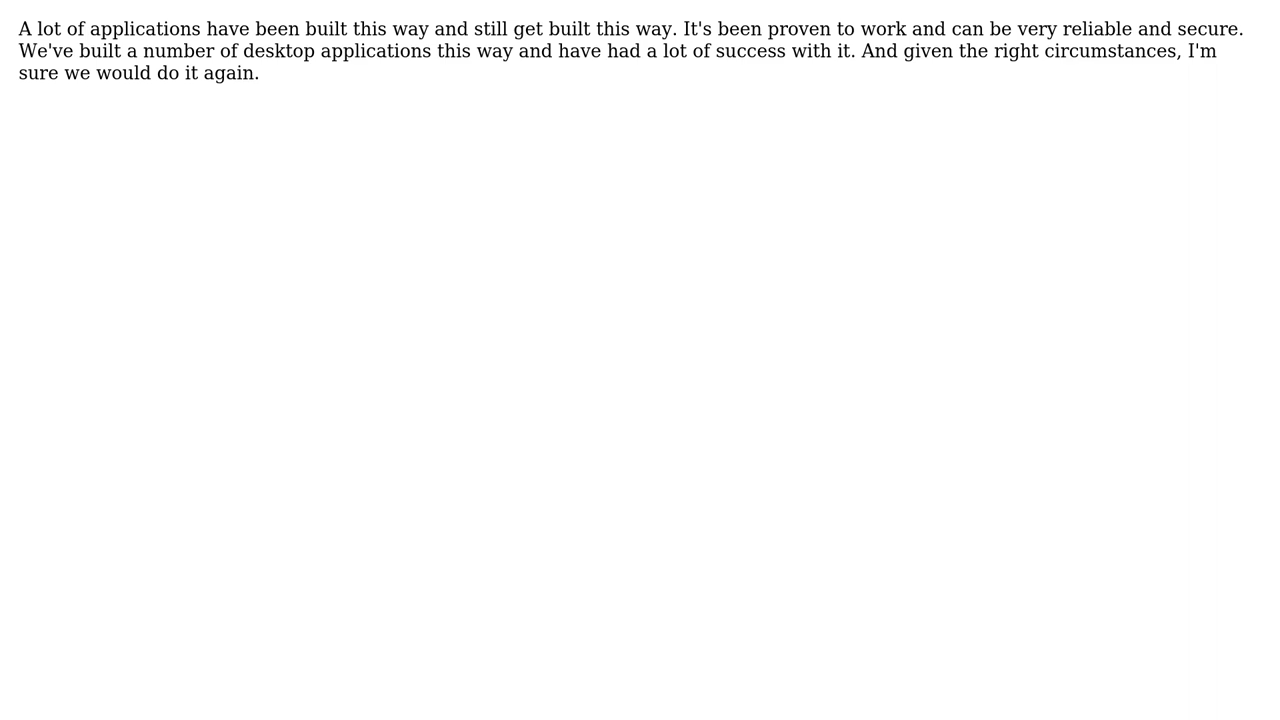 A lot of applications have been built this way and still get built this way. It's been proven to work and can be very reliable and secure.
We've built a number of desktop applications this way and have had a lot of success with it. And given the right circumstances, I'm
sure we would do it again.